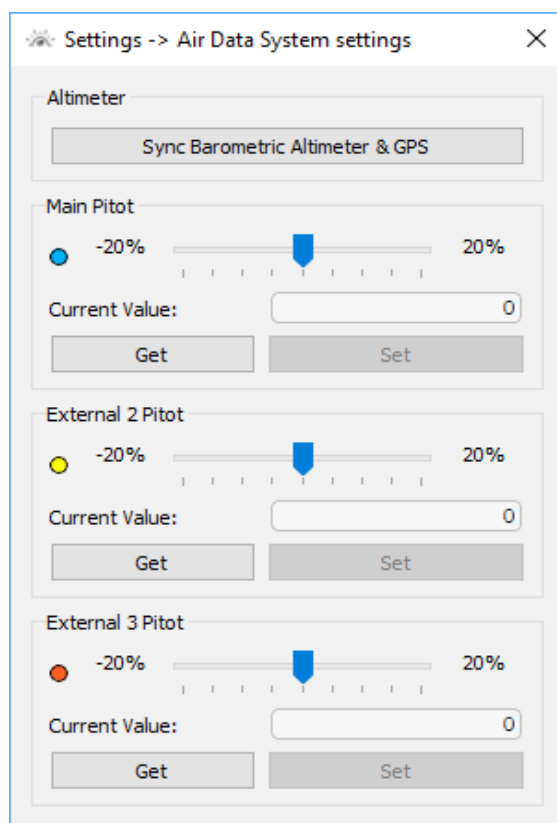 Settings -> Air Data System settings
Altimeter
Sync Barometric Altimeter & GPS
Main Pitot
-20% 20%
Current Value: 0
Get Set
External 2 Pitot
-20% 20%
Current Value: 0
Get Set
External 3 Pitot
-20% 20%
Current Value: 0
Get Set